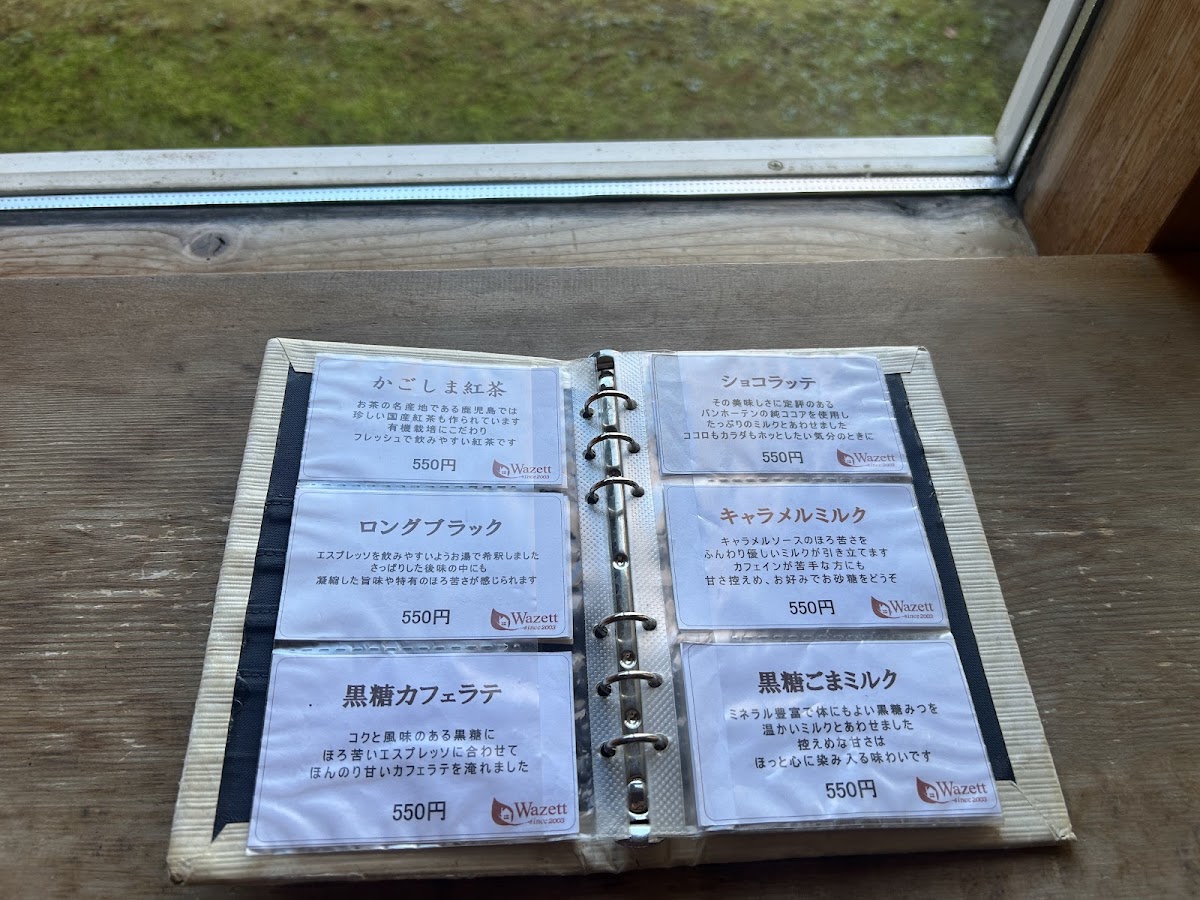 かごしま紅茶
お茶の名産地である鹿児島では
珍しい国産紅茶も作られています
有機栽培にこだわり
フレッシュで飲みやすい紅茶です
550円
Wazett
since2003
ロングブラック
エスプレッソを飲みやすいようお湯で希釈しました
さっぱりした後味の中にも
凝縮した旨味や特有のほろ苦さが感じられます
550円
Wazett
since2003
黒糖カフェラテ
コクと風味のある黒糖に
ほろ苦いエスプレッソに合わせて
ほんのり甘いカフェラテを淹れました
550円
Wazett
since2003
ショコラッテ
その美味しさに定評のある
バンホーテンの純ココアを使用し
たっぷりのミルクとあわせました
ココロもカラダもホッとしたい気分のときに
550円
Wazett
since2003
キャラメルミルク
キャラメルソースのほろ苦さを
ふんわり優しいミルクが引き立てます
カフェインが苦手な方にも
甘さ控えめ、お好みでお砂糖をどうぞ
550円
Wazett
since2003
黒糖ごまミルク
ミネラル豊富で体にもよい黒糖みつを
温かいミルクとあわせました
控えめな甘さは
ほっと心に染み入る味わいです
550円
Wazett
since2003